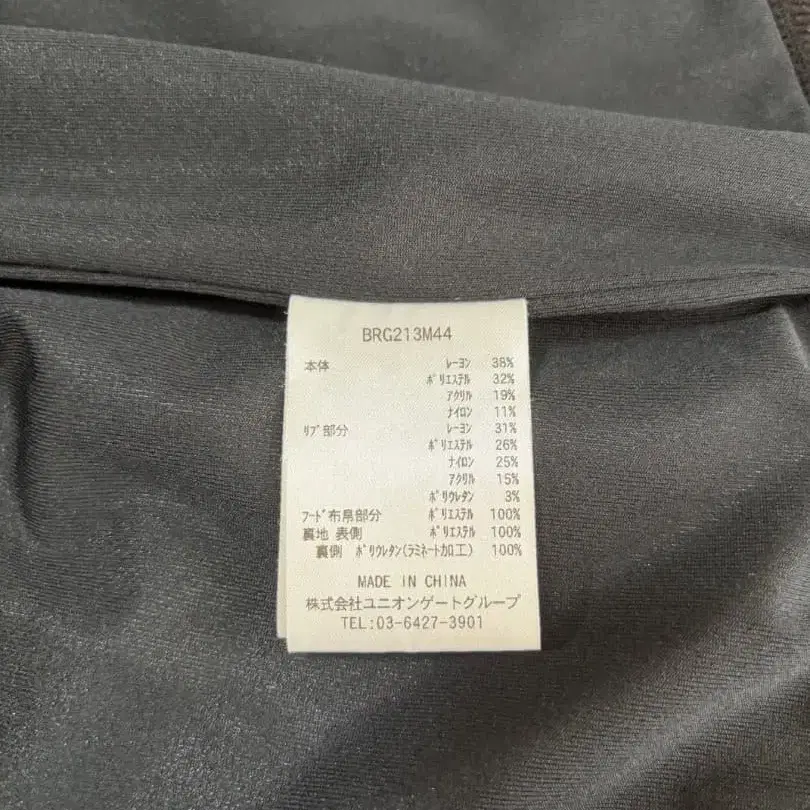 BRG213M44
本体 ﾚｰﾖﾝ 38%
ﾎﾟﾘｴｽﾃﾙ 32%
ｱｸﾘﾙ 19%
ﾅｲﾛﾝ 11%
ﾘﾌﾞ部分 ﾚｰﾖﾝ 31%
ﾎﾟﾘｴｽﾃﾙ 26%
ﾅｲﾛﾝ 25%
ｱｸﾘﾙ 15%
ﾎﾟﾘｳﾚﾀﾝ 3%
ﾌｰﾄﾞ布帛部分 ﾎﾟﾘｴｽﾃﾙ 100%
裏地 表側 ﾎﾟﾘｴｽﾃﾙ 100%
裏側 ﾎﾟﾘｳﾚﾀﾝ(ﾗﾐﾈｰﾄ加工) 100%
MADE IN CHINA
株式会社ユニオンゲートグループ
TEL:03-6427-3901